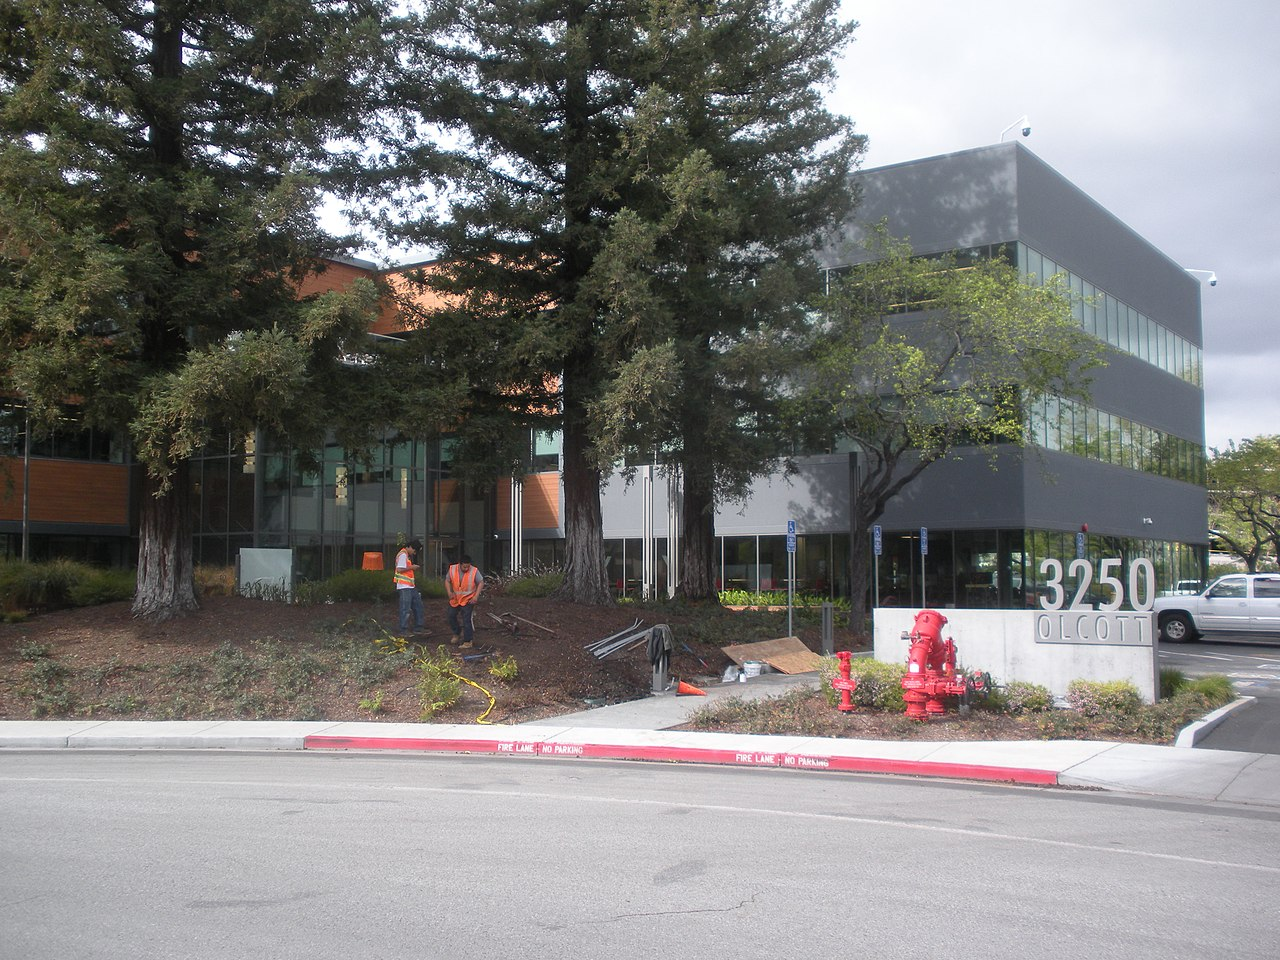 3250
OLCOTT
FIRE LANE NO PARKING
FIRE LANE NO PARKING